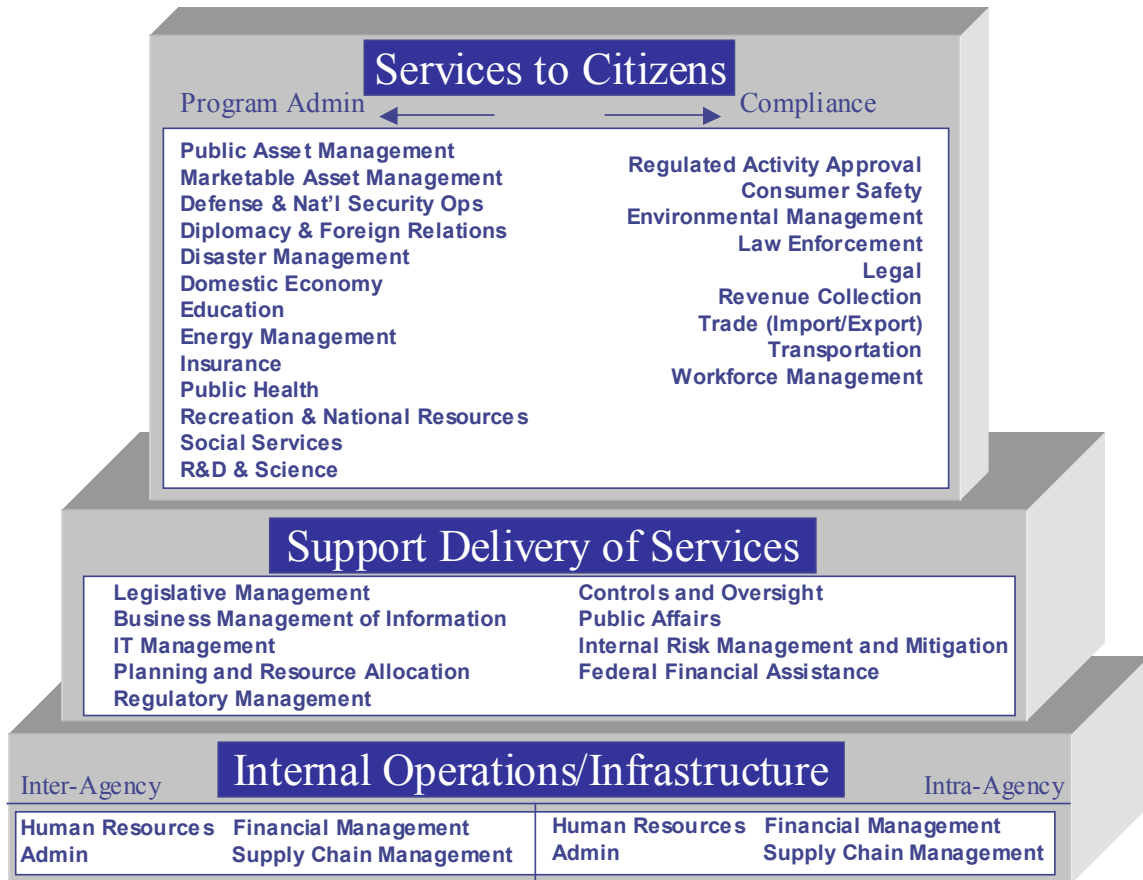 Services to Citizens
Program Admin
Compliance
Public Asset Management
Marketable Asset Management
Defense & Nat'l Security Ops
Diplomacy & Foreign Relations
Disaster Management
Domestic Economy
Education
Energy Management
Insurance
Public Health
Recreation & National Resources
Social Services
R&D & Science
Regulated Activity Approval
Consumer Safety
Environmental Management
Law Enforcement
Legal
Revenue Collection
Trade (Import/Export)
Transportation
Workforce Management
Support Delivery of Services
Legislative Management
Business Management of Information
IT Management
Planning and Resource Allocation
Regulatory Management
Controls and Oversight
Public Affairs
Internal Risk Management and Mitigation
Federal Financial Assistance
Internal Operations/Infrastructure
Inter-Agency
Intra-Agency
Human Resources Financial Management
Admin Supply Chain Management
Human Resources Financial Management
Admin Supply Chain Management